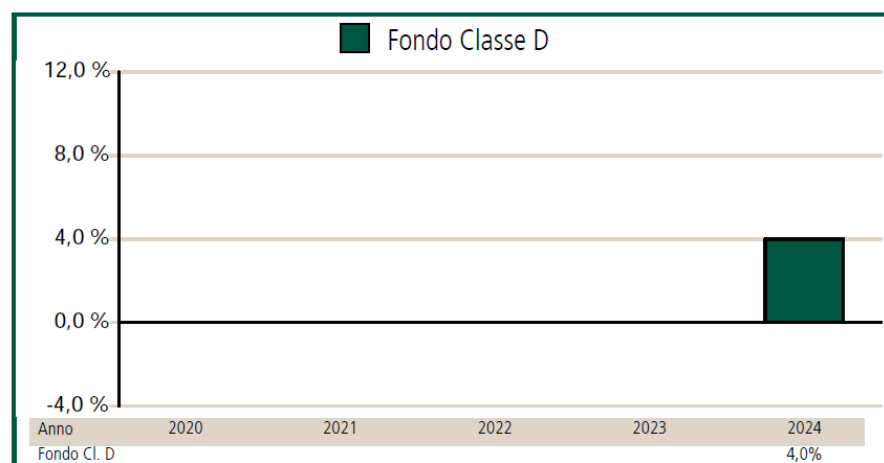 Fondo Classe D
12,0 %
8,0 %
4,0 %
0,0 %
-4,0 %
Anno 2020 2021 2022 2023 2024
Fondo Cl. D 4,0%